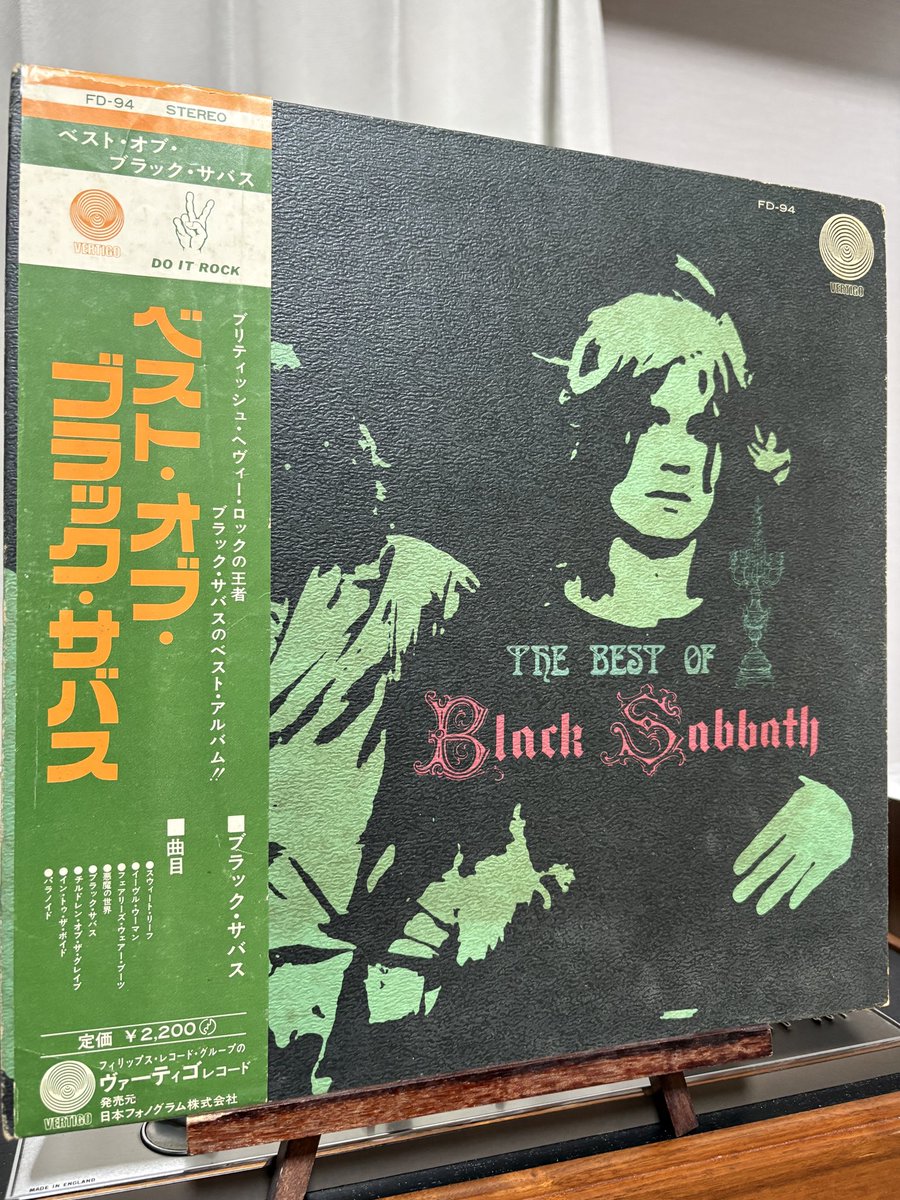 FD-94 STEREO
ベスト・オブ・
ブラック・サバス
VERTIGO
DO IT ROCK
ベスト・オブ・
ブラック・サバス
ブリティッシュ・ヘヴィー・ロックの王者
ブラック・サバスのベスト・アルバム!!
■ブラック・サバス
■曲目
●スウィート・リーフ
●イーヴル・ウーマン
●フェアリーズ・ウェアー・ブーツ
●悪魔の世界
●ブラック・サバス
●チルドレン・オブ・ザ・グレイブ
●イン・トゥ・ザ・ボイド
●パラノイド
定価 ¥2,200
フィリップス・レコード・グループの
ヴァーティゴレコード
発売元
日本フォノグラム株式会社
VERTIGO
FD-94
VERTIGO
THE BEST OF
Black Sabbath
MADE IN ENGLAND